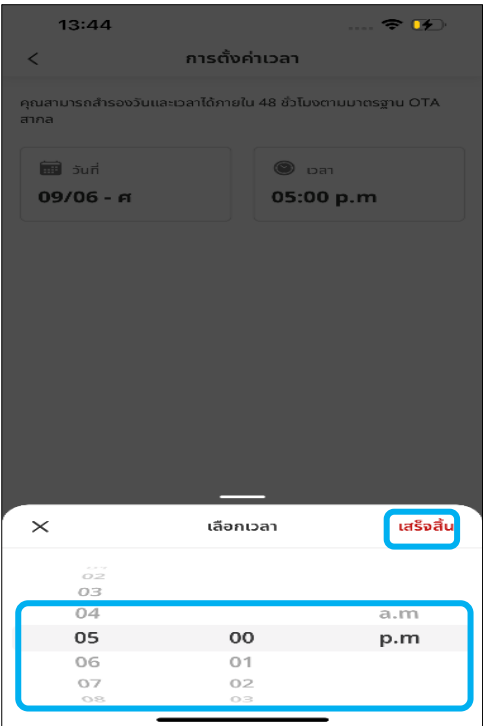 13:44
การตั้งค่าเวลา
คุณสามารถสำรองวันและเวลาได้ภายใน 48 ชั่วโมงตามมาตรฐาน OTA
สากล
วันที่
เวลา
09/06 - ศ
05:00 p.m
เลือกเวลา
เสร็จสิ้น
02
03
04 a.m
05 00 p.m
06 01
07 02
08 03